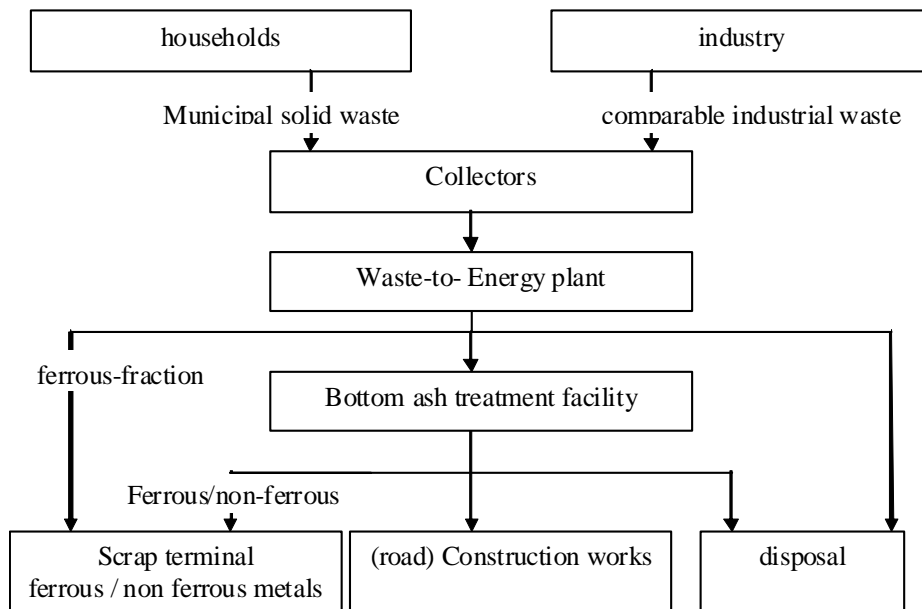 households
industry
Municipal solid waste
comparable industrial waste
Collectors
Waste-to- Energy plant
ferrous-fraction
Bottom ash treatment facility
Ferrous/non-ferrous
Scrap terminal
ferrous / non ferrous metals
(road) Construction works
disposal